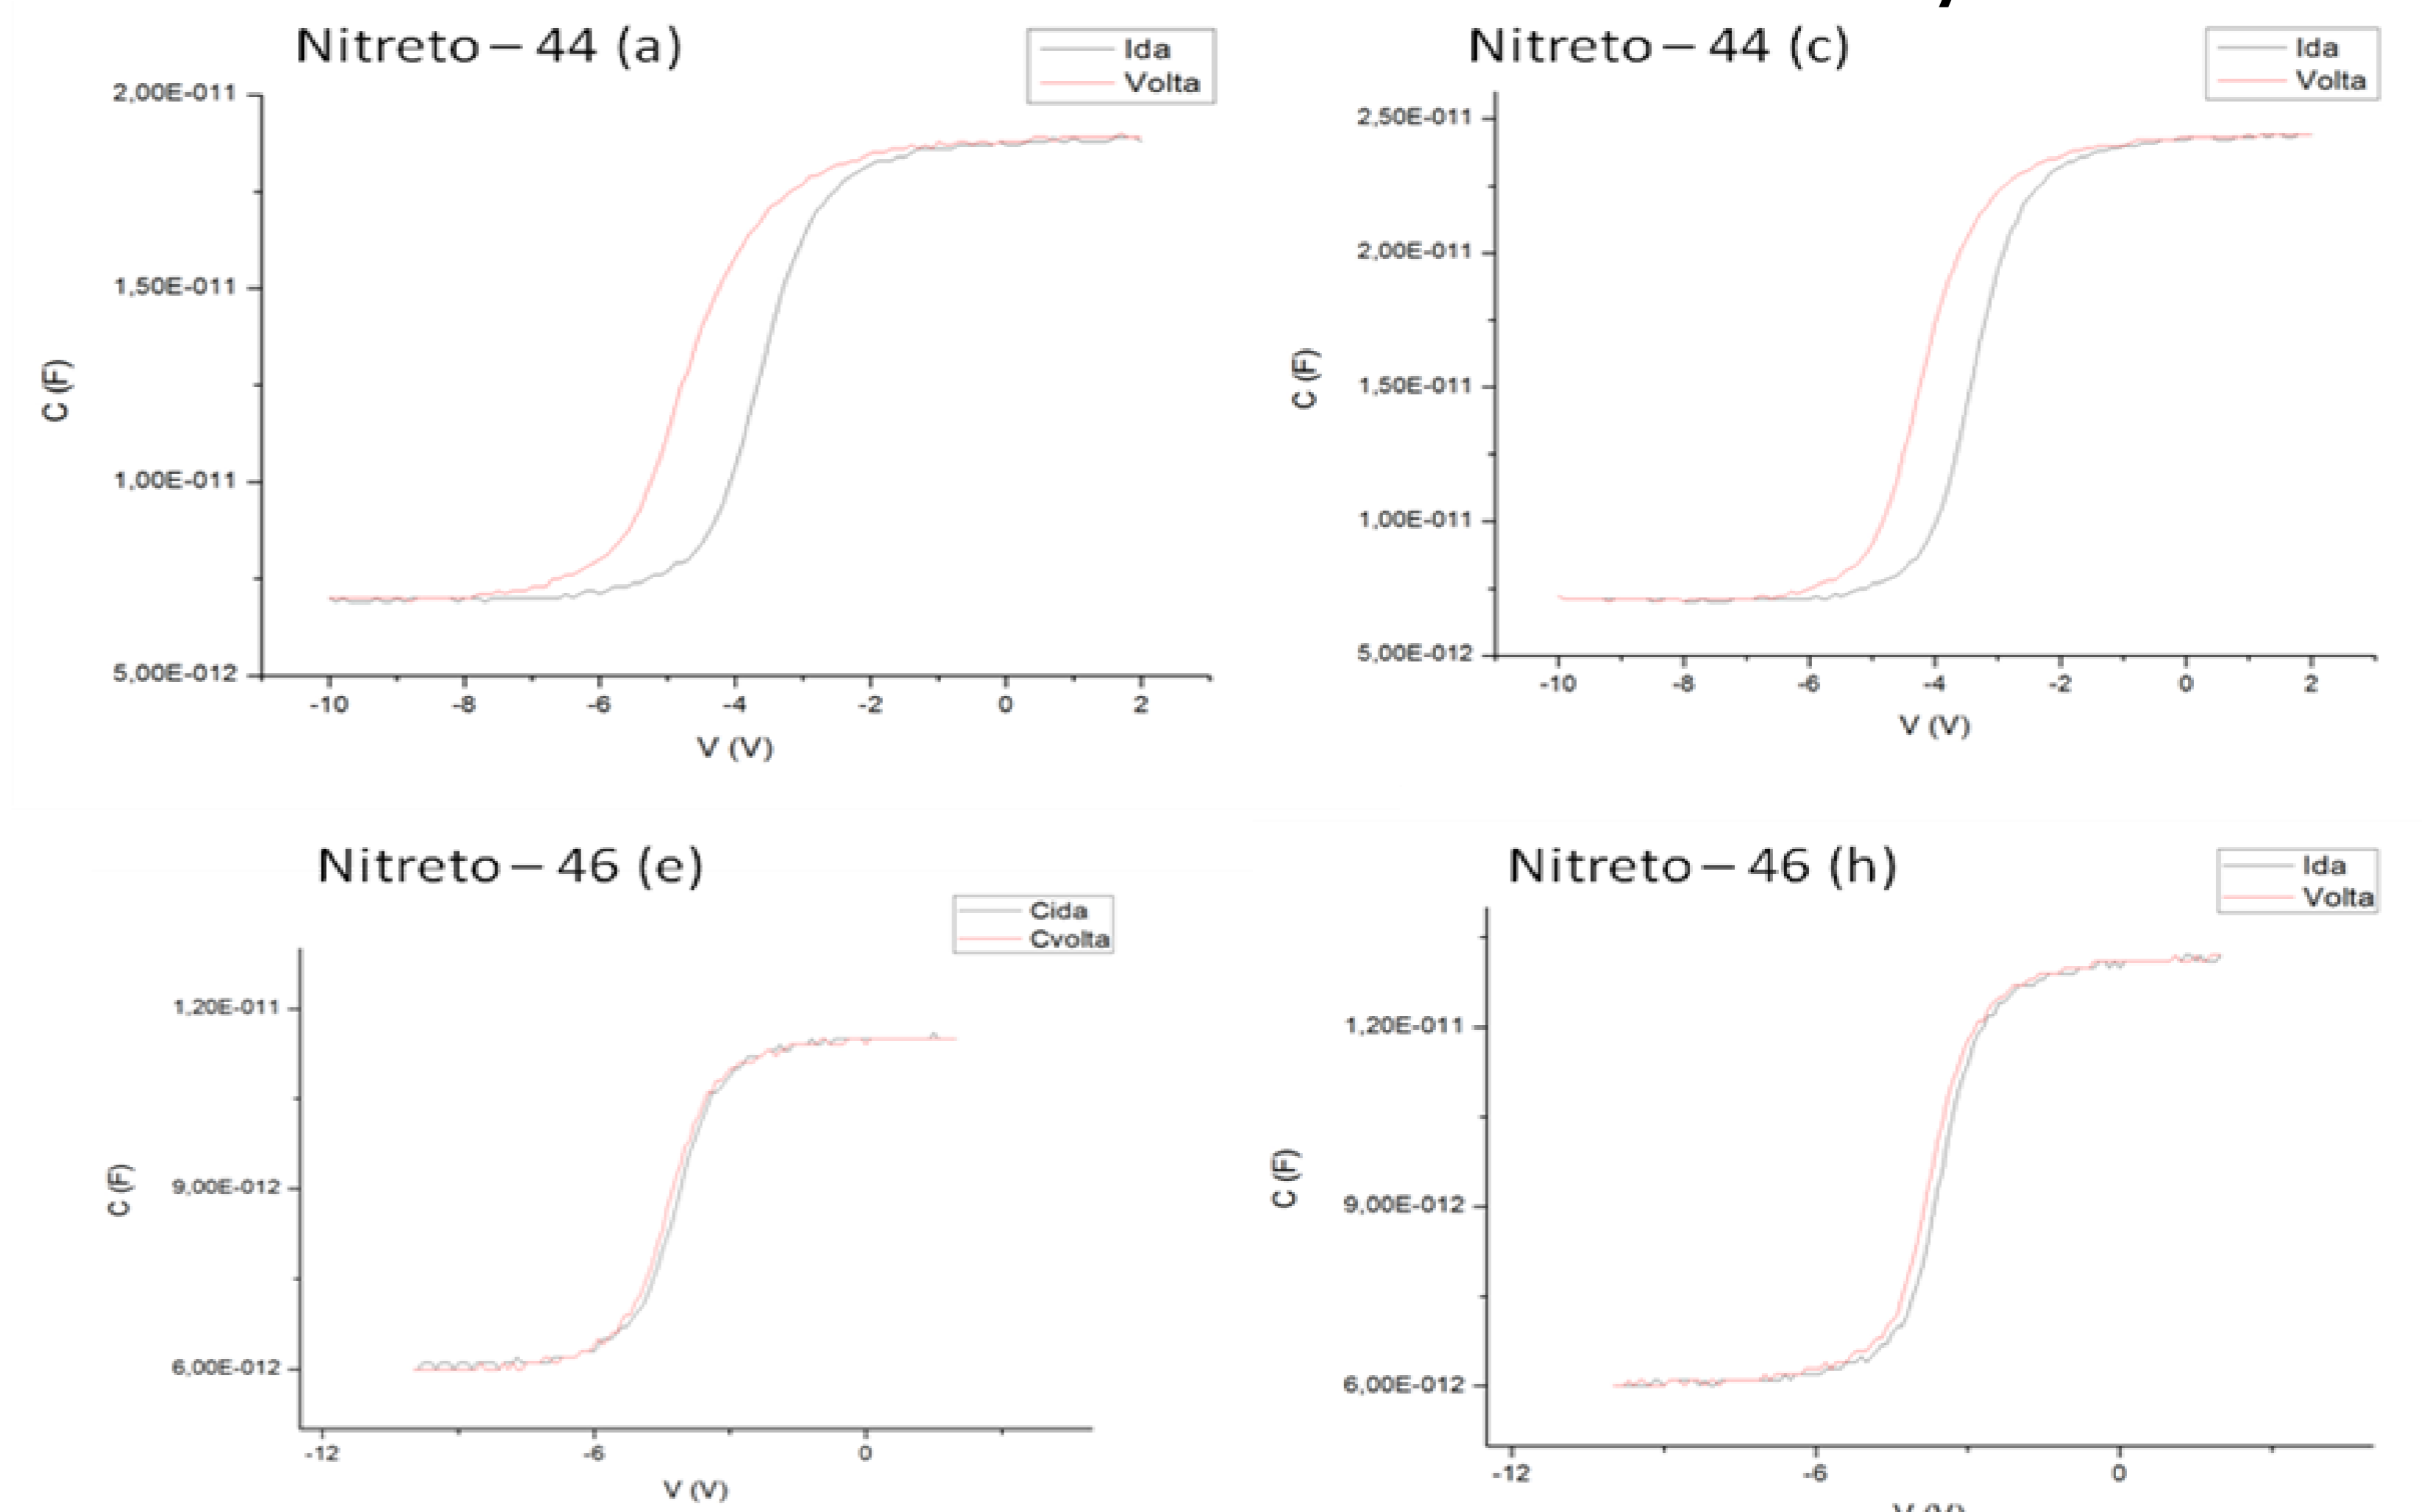 Nitreto – 44 (a)
Ida
Volta
2,00E-011
1,50E-011
1,00E-011
5,00E-012
C (F)
-10 -8 -6 -4 -2 0 2
V (V)
Nitreto – 44 (c)
Ida
Volta
2,50E-011
2,00E-011
1,50E-011
1,00E-011
5,00E-012
C (F)
-10 -8 -6 -4 -2 0 2
V (V)
Nitreto – 46 (e)
Cida
Cvolta
1,20E-011
9,00E-012
6,00E-012
C (F)
-12 -6 0
V (V)
Nitreto – 46 (h)
Ida
Volta
1,20E-011
9,00E-012
6,00E-012
C (F)
-12 -6 0
V (V)